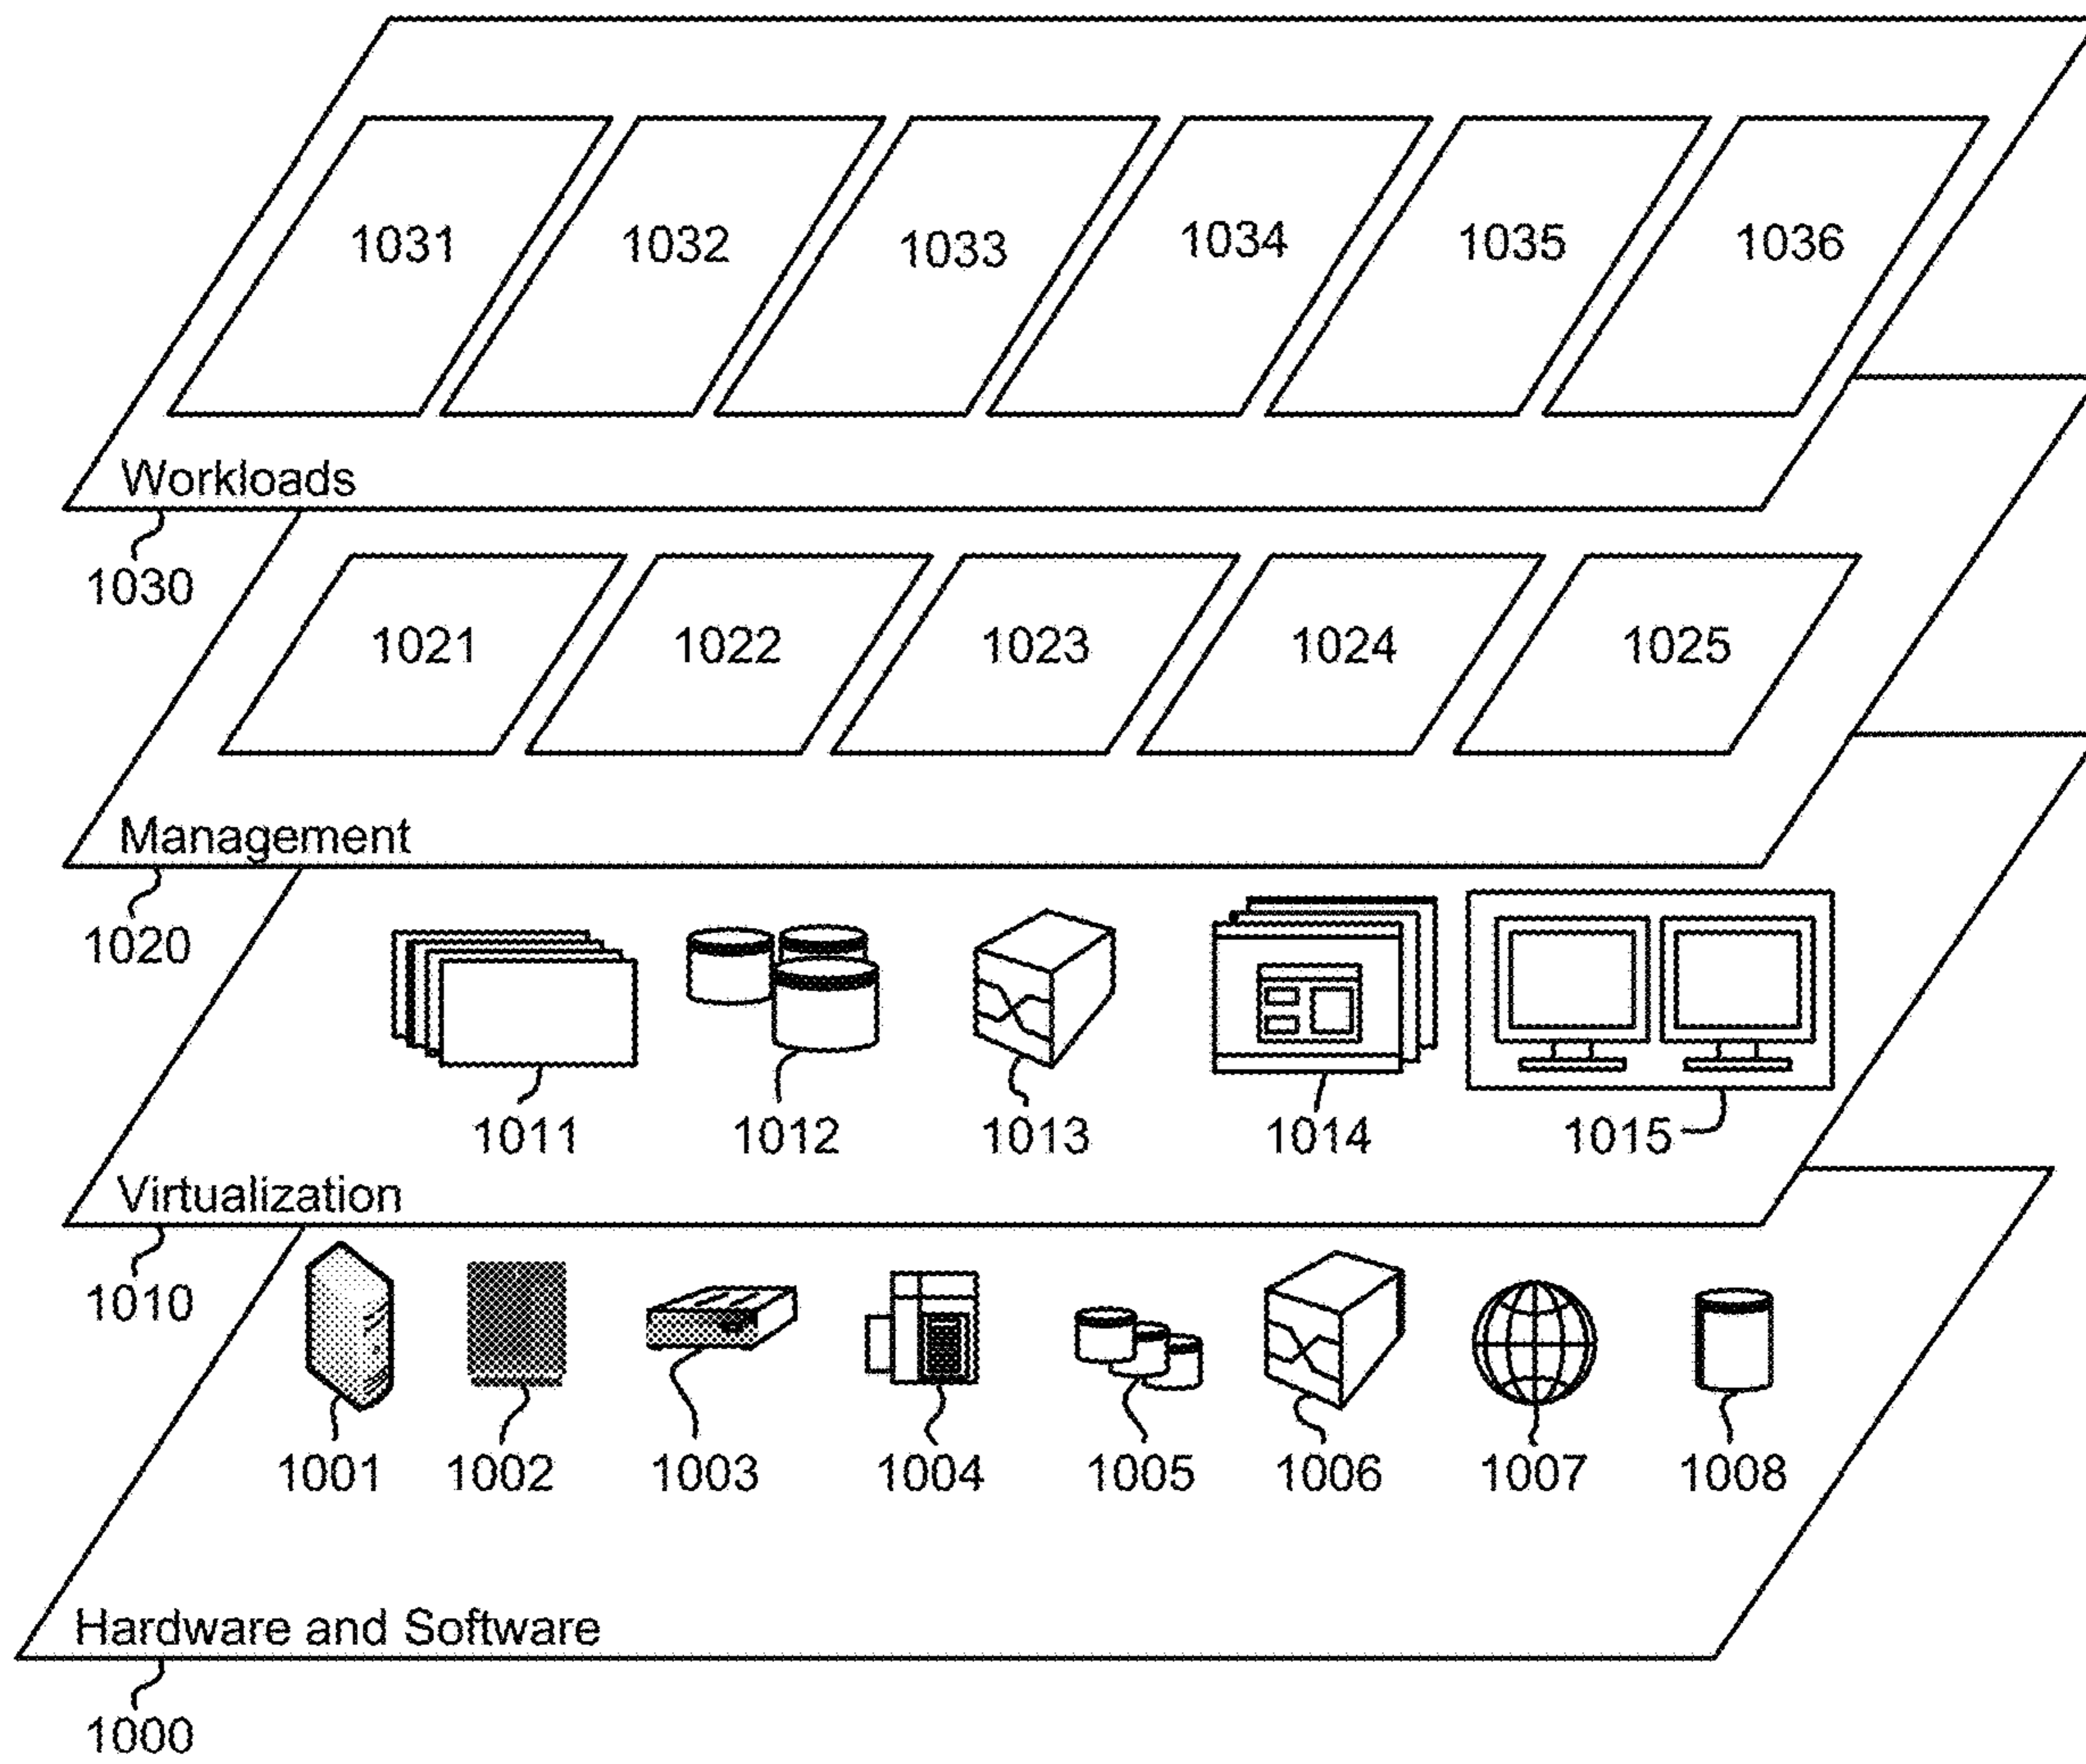 1031 1032 1033 1034 1035 1036
Workloads
1030
1021 1022 1023 1024 1025
Management
1020
1011 1012 1013 1014 1015
Virtualization
1010
1001 1002 1003 1004 1005 1006 1007 1008
Hardware and Software
1000